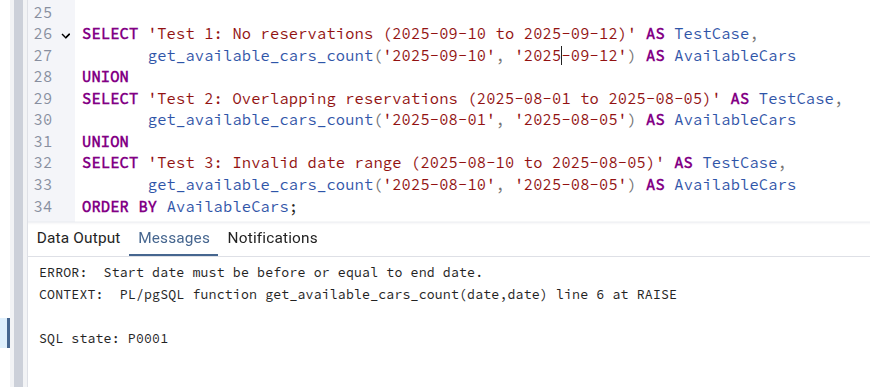 25
26 SELECT 'Test 1: No reservations (2025-09-10 to 2025-09-12)' AS TestCase,
27 get_available_cars_count('2025-09-10', '2025-09-12') AS AvailableCars
28 UNION
29 SELECT 'Test 2: Overlapping reservations (2025-08-01 to 2025-08-05)' AS TestCase,
30 get_available_cars_count('2025-08-01', '2025-08-05') AS AvailableCars
31 UNION
32 SELECT 'Test 3: Invalid date range (2025-08-10 to 2025-08-05)' AS TestCase,
33 get_available_cars_count('2025-08-10', '2025-08-05') AS AvailableCars
34 ORDER BY AvailableCars;
Data Output Messages Notifications
ERROR:  Start date must be before or equal to end date.
CONTEXT:  PL/pgSQL function get_available_cars_count(date,date) line 6 at RAISE
SQL state: P0001